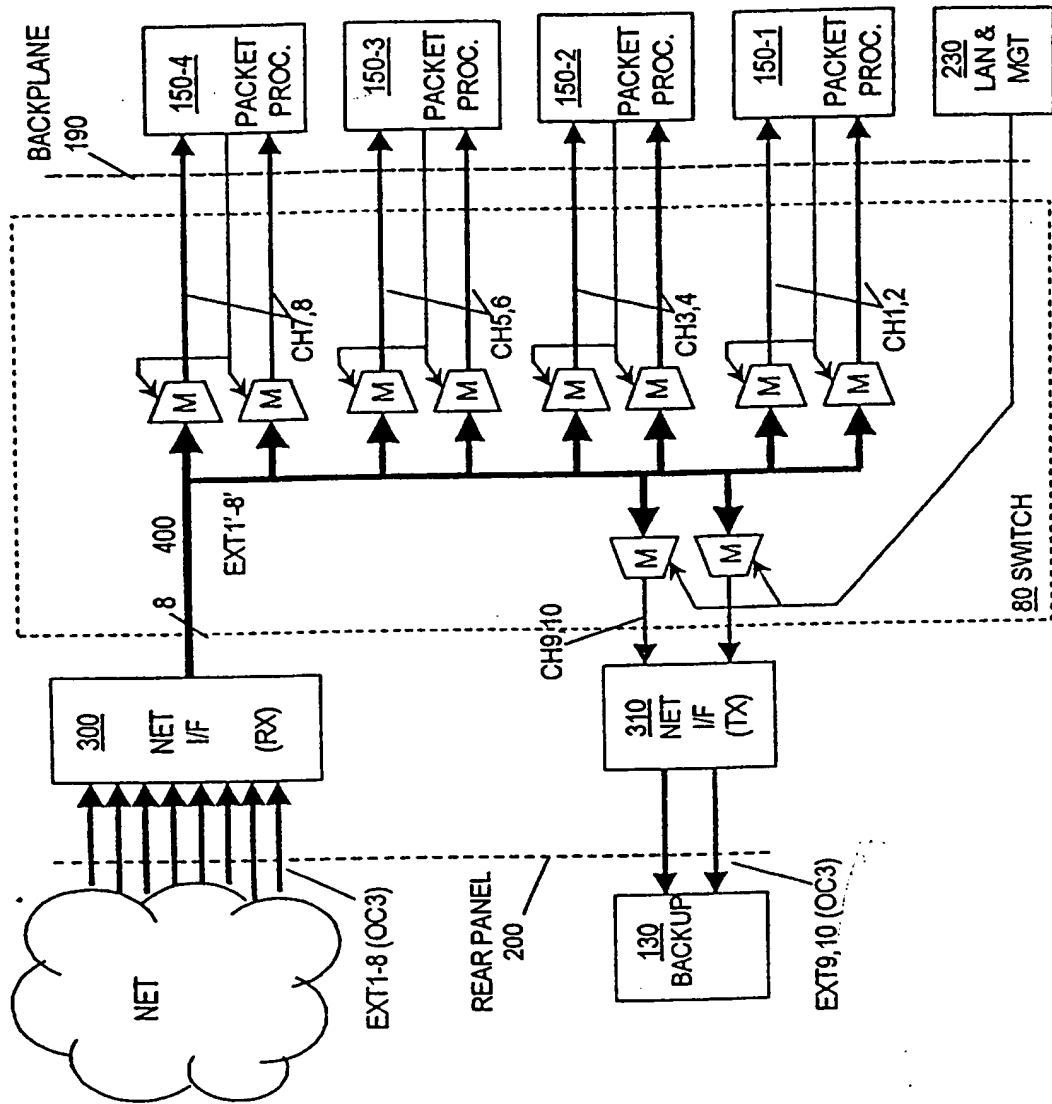 BACKPLANE
190
150-4
PACKET
PROC.
150-3
PACKET
PROC.
150-2
PACKET
PROC.
150-1
PACKET
PROC.
230
LAN &
MGT
CH7,8
CH5,6
CH3,4
CH1,2
M
M
M
M
M
M
M
M
8
400
EXT1'-8'
M
M
CH9,10
80 SWITCH
300
NET
I/F
(RX)
310
NET
I/F
(TX)
NET
EXT1-8 (OC3)
REAR PANEL
200
130
BACKUP
EXT9,10 (OC3)